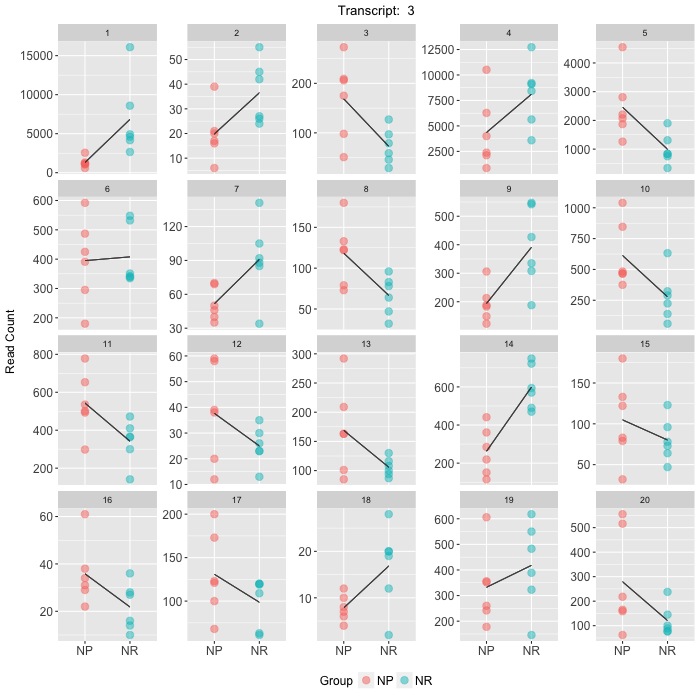 Transcript: 3
1 2 3 4 5
15000 10000 5000 0
50 40 30 20 10
200 100
12500 10000 7500 5000 2500
4000 3000 2000 1000
6 7 8 9 10
600 500 400 300 200
120 90 60 30
150 100 50
500 400 300 200
1000 750 500 250
Read Count
11 12 13 14 15
800 600 400 200
60 50 40 30 20 10
300 250 200 150 100
600 400 200
150 100 50
16 17 18 19 20
60 40 20
200 150 100
20 10
600 500 400 300 200
500 400 300 200 100
NP NR NP NR NP NR NP NR NP NR
Group NP NR